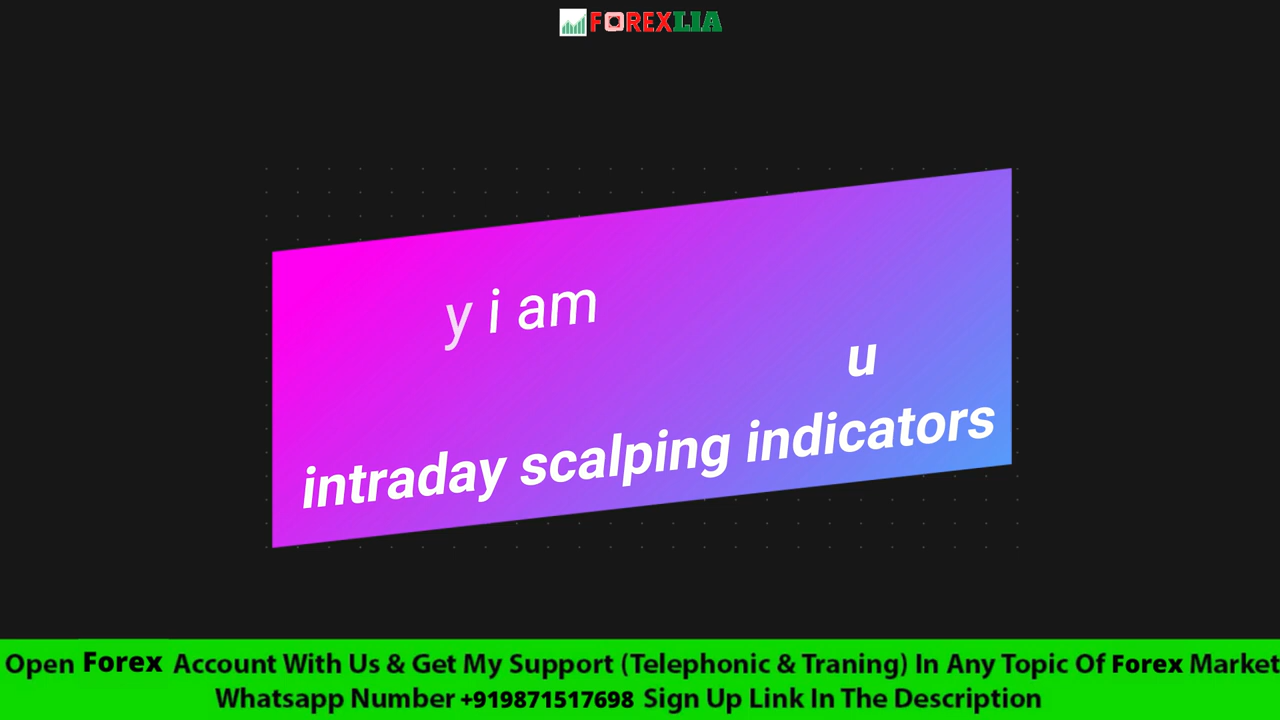 FOREXLIA
y i am
u
intraday scalping indicators
Open Forex Account With Us & Get My Support (Telephonic & Traning) In Any Topic Of Forex Market
Whatsapp Number +919871517698 Sign Up Link In The Description